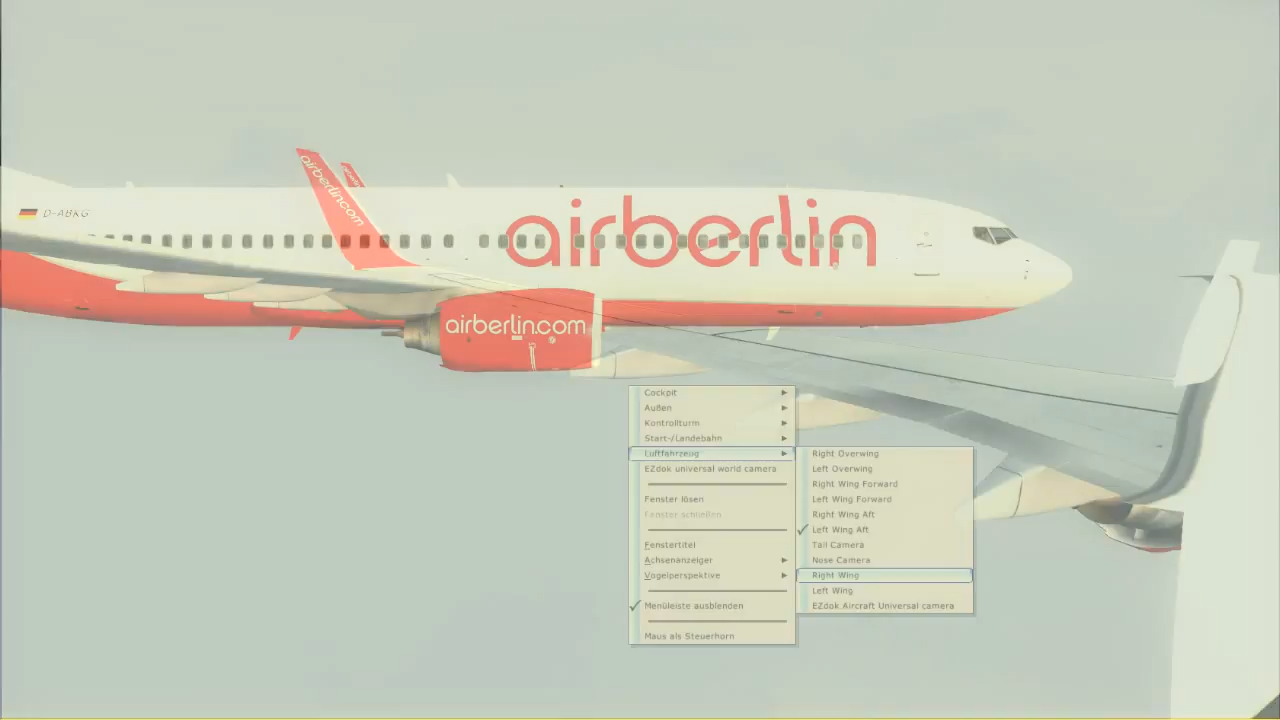 airberlin.com
airberlin
D-ABKG
airberlin.com
Cockpit
Außen
Kontrollturm
Start-/Landebahn
Luftfahrzeug
EZdok universal world camera
Fenster lösen
Fenster schließen
Fenstertitel
Achsenanzeiger
Vogelperspektive
Menüleiste ausblenden
Maus als Steuerhorn
Right Overwing
Left Overwing
Right Wing Forward
Left Wing Forward
Right Wing Aft
Left Wing Aft
Tail Camera
Nose Camera
Right Wing
Left Wing
EZdok Aircraft Universal camera